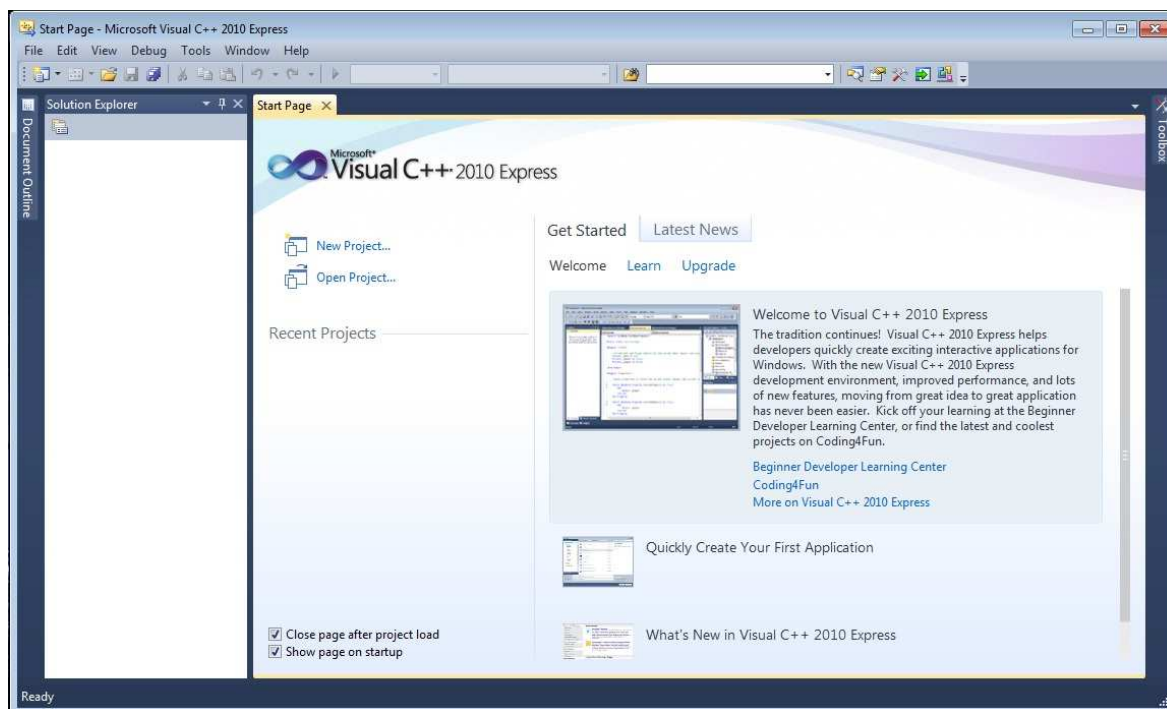 Start Page - Microsoft Visual C++ 2010 Express
File Edit View Debug Tools Window Help
Solution Explorer
Start Page
Document Outline
Toolbox
Microsoft
Visual C++ 2010 Express
New Project...
Open Project...
Recent Projects
Close page after project load
Show page on startup
Get Started Latest News
Welcome Learn Upgrade
Welcome to Visual C++ 2010 Express
The tradition continues! Visual C++ 2010 Express helps
developers quickly create exciting interactive applications for
Windows. With the new Visual C++ 2010 Express
development environment, improved performance, and lots
of new features, moving from great idea to great application
has never been easier. Kick off your learning at the Beginner
Developer Learning Center, or find the latest and coolest
projects on Coding4Fun.
Beginner Developer Learning Center
Coding4Fun
More on Visual C++ 2010 Express
Quickly Create Your First Application
What's New in Visual C++ 2010 Express
Ready